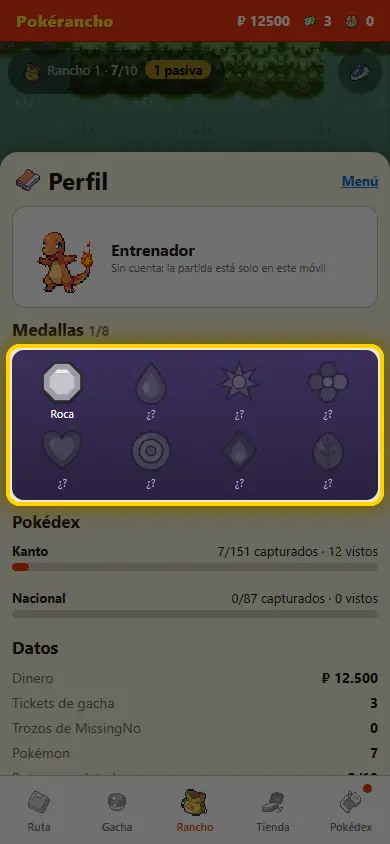 Pokérancho ₽ 12500 3 0
Rancho 1 · 7/10 1 pasiva
Perfil Menú
Entrenador
Sin cuenta: la partida está solo en este móvil
Medallas 1/8
Roca ¿? ¿? ¿?
¿? ¿? ¿? ¿?
Pokédex
Kanto 7/151 capturados · 12 vistos
Nacional 0/87 capturados · 0 vistos
Datos
Dinero ₽ 12.500
Tickets de gacha 3
Trozos de MissingNo 0
Pokémon 7
Ruta Gacha Rancho Tienda Pokédex